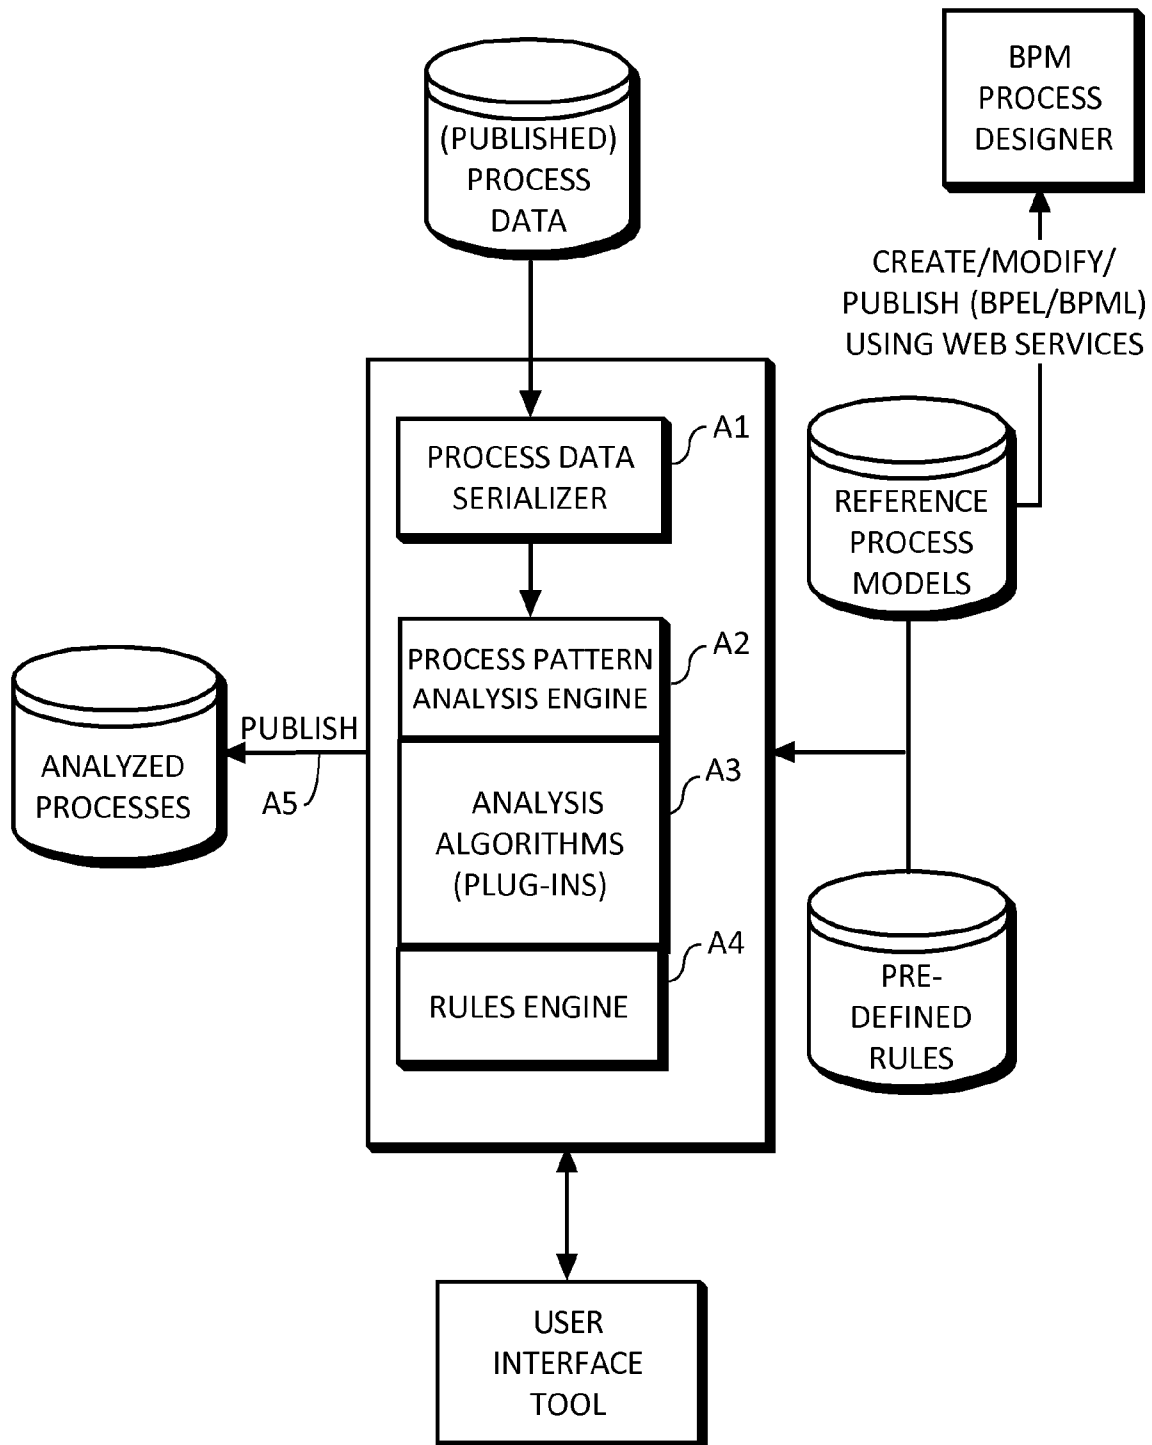 BPM
PROCESS
DESIGNER
(PUBLISHED)
PROCESS
DATA
CREATE/MODIFY/
PUBLISH (BPEL/BPML)
USING WEB SERVICES
A1
PROCESS DATA
SERIALIZER
REFERENCE
PROCESS
MODELS
A2
PROCESS PATTERN
ANALYSIS ENGINE
PUBLISH
A5
ANALYZED
PROCESSES
A3
ANALYSIS
ALGORITHMS
(PLUG-INS)
A4
RULES ENGINE
PRE-
DEFINED
RULES
USER
INTERFACE
TOOL